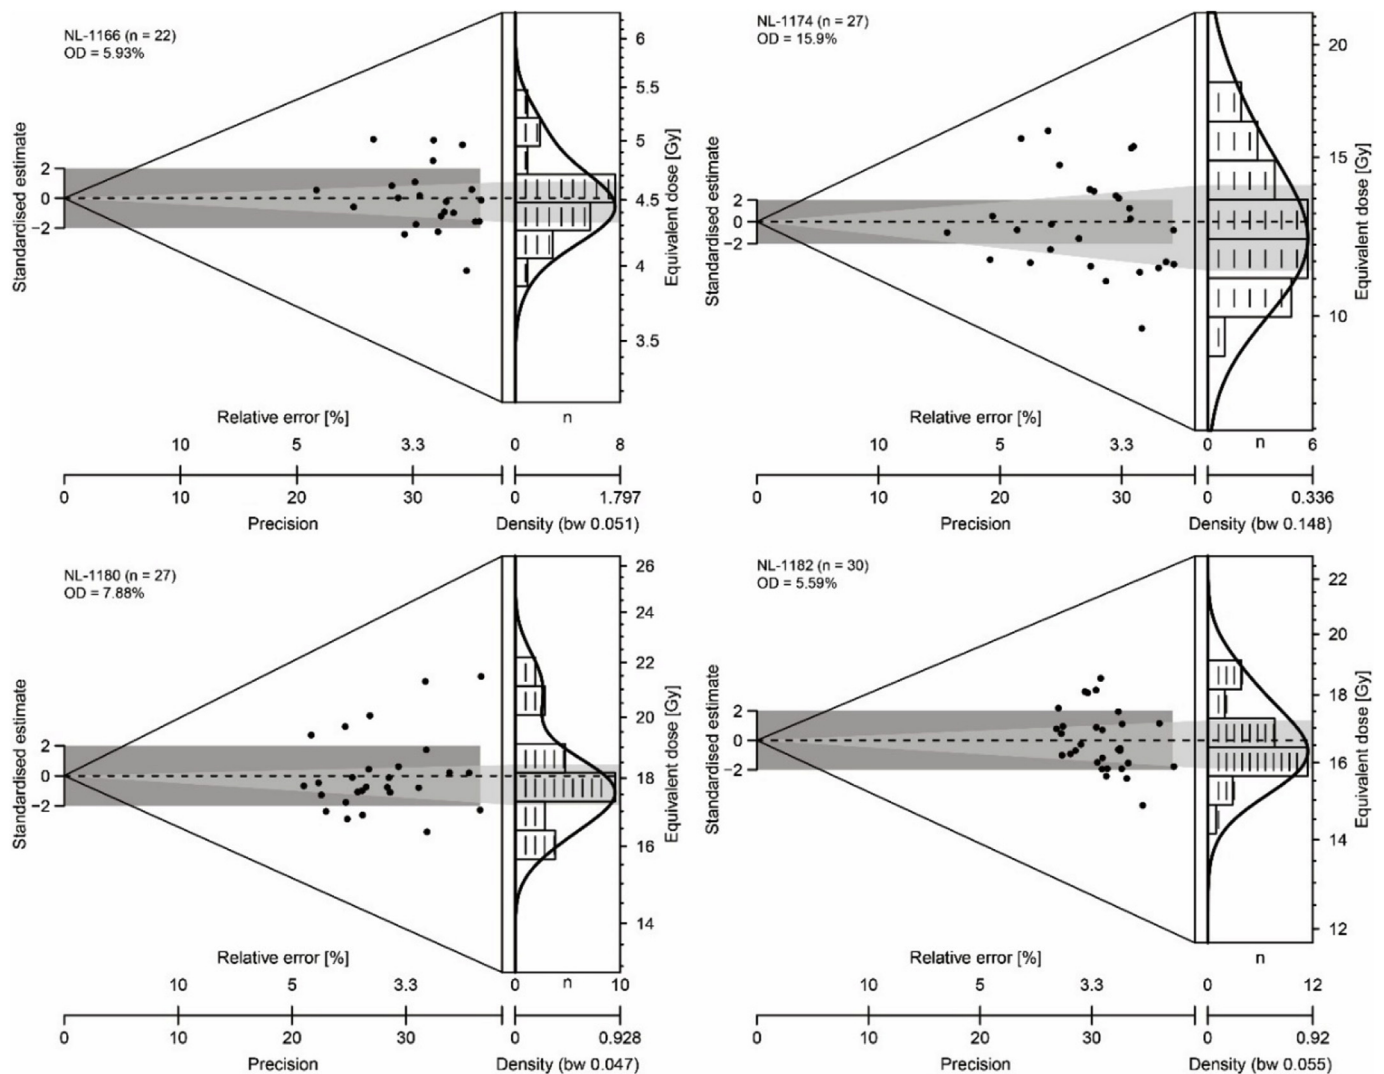 NL-1166 (n = 22)
OD = 5.93%
Standardised estimate
2
0
−2
6
5.5
5
4.5
4
3.5
Equivalent dose [Gy]
Relative error [%]
n
10
5
3.3
0
8
0
20
30
0
1.797
10
Precision
Density (bw 0.051)
NL-1174 (n = 27)
OD = 15.9%
Standardised estimate
2
0
−2
20
15
10
Equivalent dose [Gy]
Relative error [%]
n
10
5
3.3
0
6
0
10
20
30
0
0.336
Precision
Density (bw 0.148)
NL-1180 (n = 27)
OD = 7.88%
Standardised estimate
2
0
−2
26
24
22
20
18
16
14
Equivalent dose [Gy]
Relative error [%]
n
10
5
3.3
0
10
0
10
20
30
0
0.928
Precision
Density (bw 0.047)
NL-1182 (n = 30)
OD = 5.59%
Standardised estimate
2
0
−2
22
20
18
16
14
12
Equivalent dose [Gy]
Relative error [%]
n
10
5
3.3
0
12
0
10
20
30
0
0.92
Precision
Density (bw 0.055)